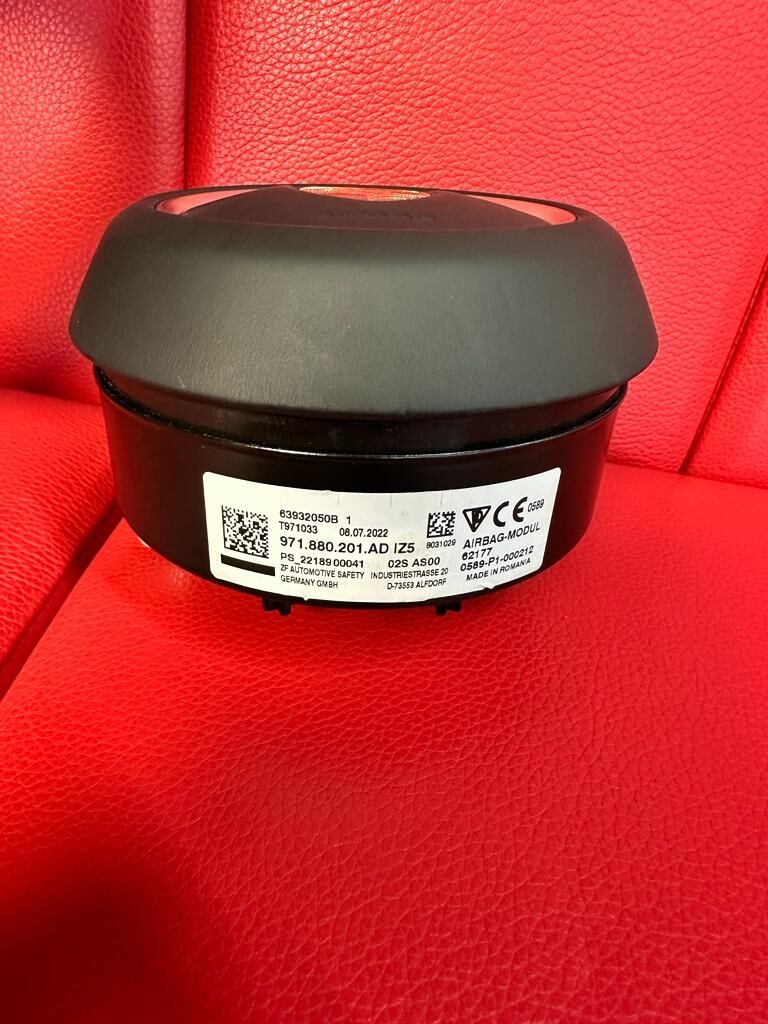 AIRBAG
63932050B 1
T971033 08.07.2022
971.880.201.AD IZ5
PS_2218900041 02S AS00
ZF AUTOMOTIVE SAFETY INDUSTRIESTRASSE 20
GERMANY GMBH D-73553 ALFDORF
8031029
CE 0589
AIRBAG-MODUL
62177
0589-P1-000212
MADE IN ROMANIA